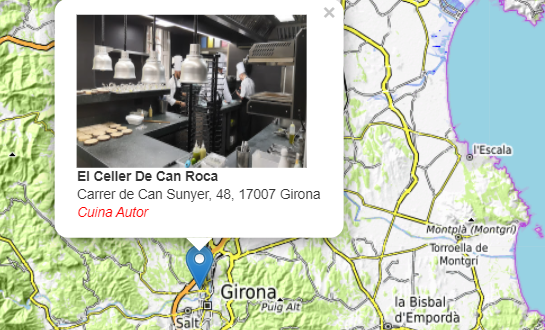 ×
El Celler De Can Roca
Carrer de Can Sunyer, 48, 17007 Girona
Cuina Autor
l'Escala
Montplà (Montgrí)
Torroella de
Montgrí
Girona
Puig Alt
Salt
la Bisbal
d'Empordà